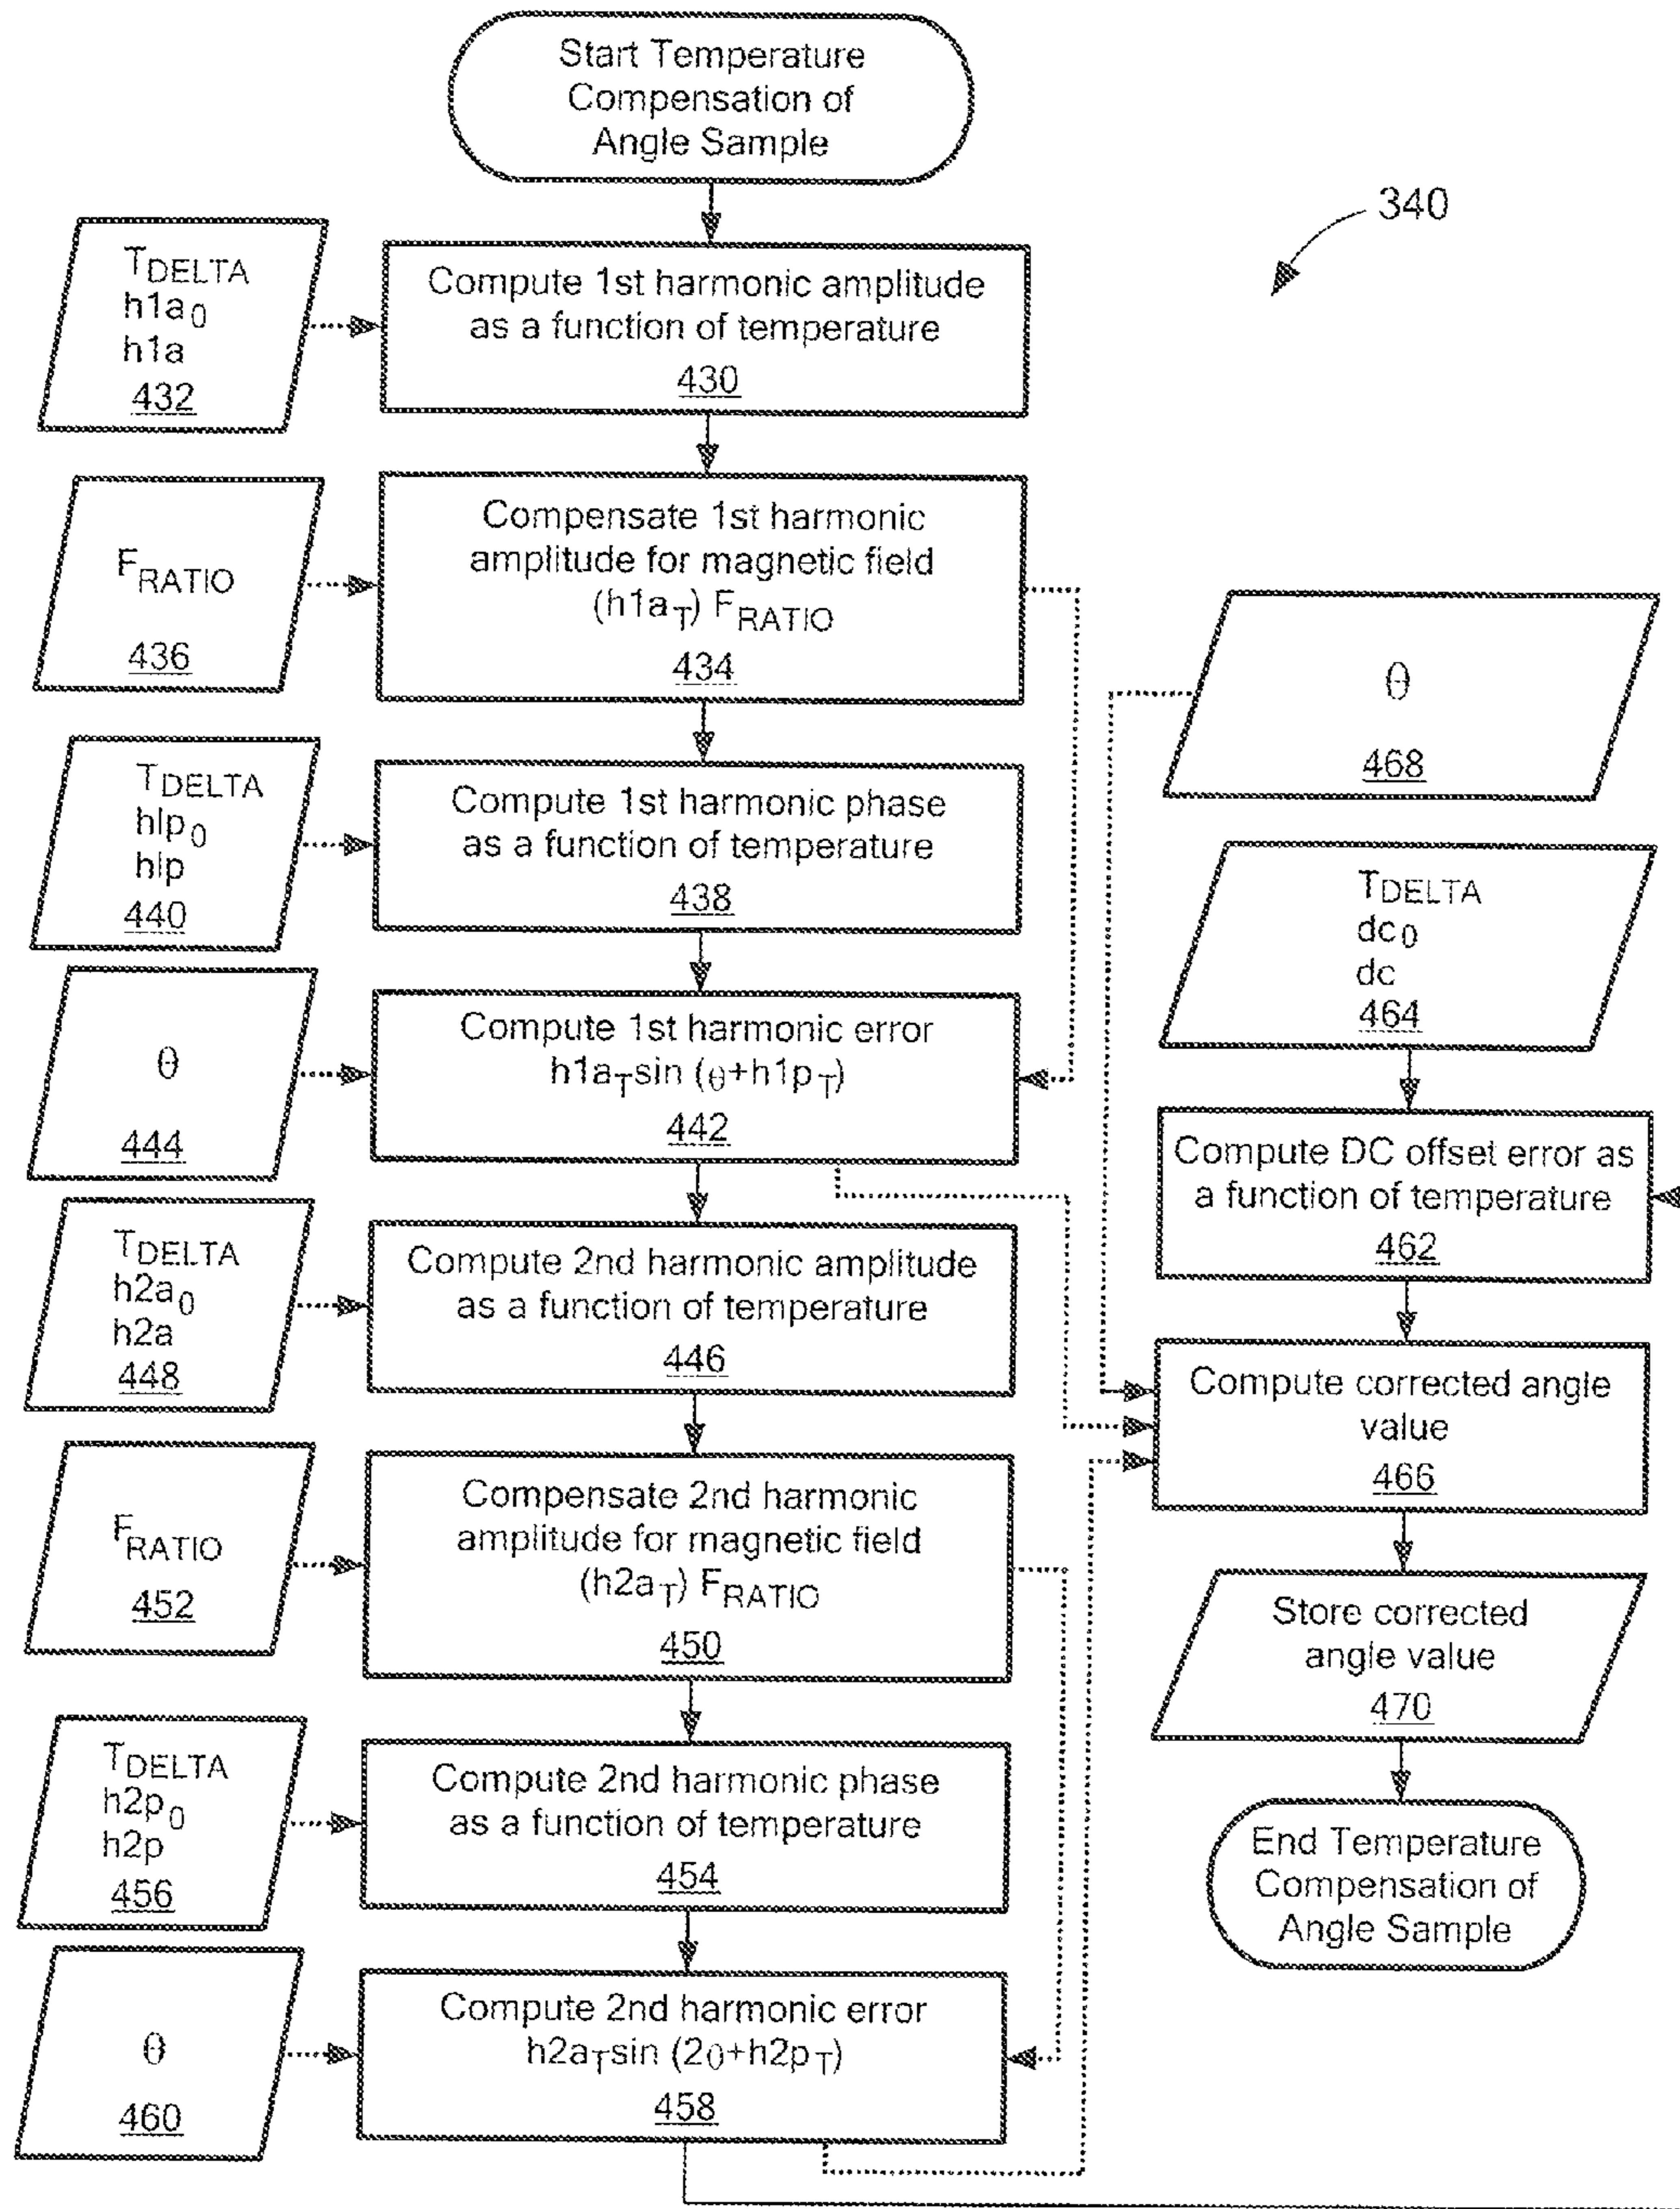 Start Temperature
Compensation of
Angle Sample
340
TDELTA
h1a0
h1a
432
Compute 1st harmonic amplitude
as a function of temperature
430
FRATIO
436
Compensate 1st harmonic
amplitude for magnetic field
(h1aT) FRATIO
434
TDELTA
hlp0
hlp
440
Compute 1st harmonic phase
as a function of temperature
438
θ
444
Compute 1st harmonic error
h1aTsin (θ+h1pT)
442
TDELTA
h2a0
h2a
448
Compute 2nd harmonic amplitude
as a function of temperature
446
FRATIO
452
Compensate 2nd harmonic
amplitude for magnetic field
(h2aT) FRATIO
450
TDELTA
h2p0
h2p
456
Compute 2nd harmonic phase
as a function of temperature
454
θ
460
Compute 2nd harmonic error
h2aTsin (2θ+h2pT)
458
θ
468
TDELTA
dc0
dc
464
Compute DC offset error as
a function of temperature
462
Compute corrected angle
value
466
Store corrected
angle value
470
End Temperature
Compensation of
Angle Sample